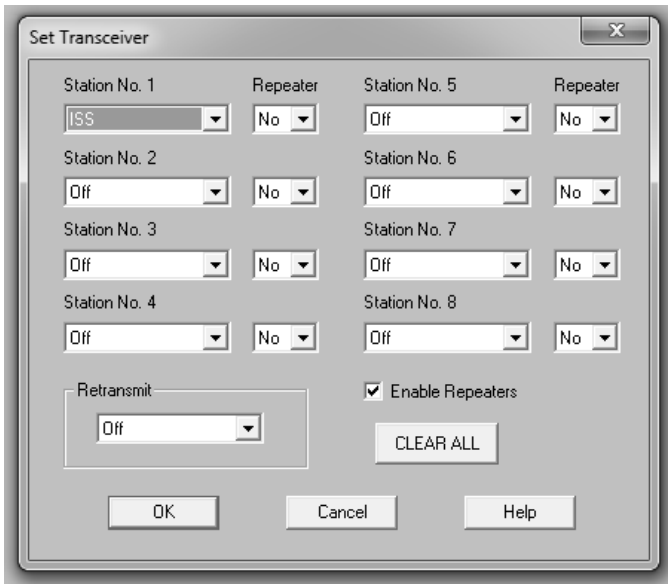 Set Transceiver
Station No. 1 Repeater Station No. 5 Repeater
ISS No Off No
Station No. 2 Station No. 6
Off No Off No
Station No. 3 Station No. 7
Off No Off No
Station No. 4 Station No. 8
Off No Off No
Retransmit
Off
Enable Repeaters
CLEAR ALL
OK Cancel Help